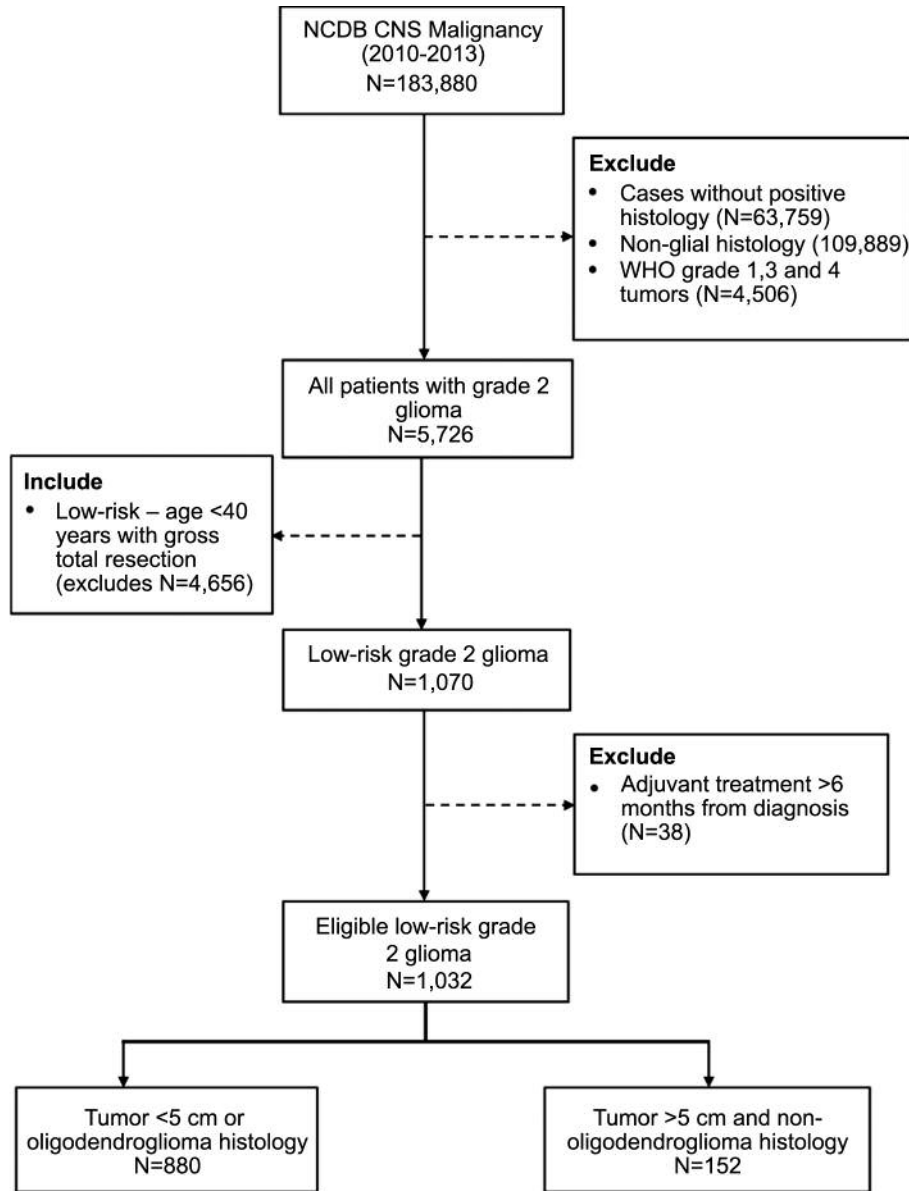 NCDB CNS Malignancy
(2010-2013)
N=183,880
Exclude
• Cases without positive
histology (N=63,759)
• Non-glial histology (109,889)
• WHO grade 1,3 and 4
tumors (N=4,506)
All patients with grade 2
glioma
N=5,726
Include
• Low-risk – age <40
years with gross
total resection
(excludes N=4,656)
Low-risk grade 2 glioma
N=1,070
Exclude
• Adjuvant treatment >6
months from diagnosis
(N=38)
Eligible low-risk grade
2 glioma
N=1,032
Tumor <5 cm or
oligodendroglioma histology
N=880
Tumor >5 cm and non-
oligodendroglioma histology
N=152